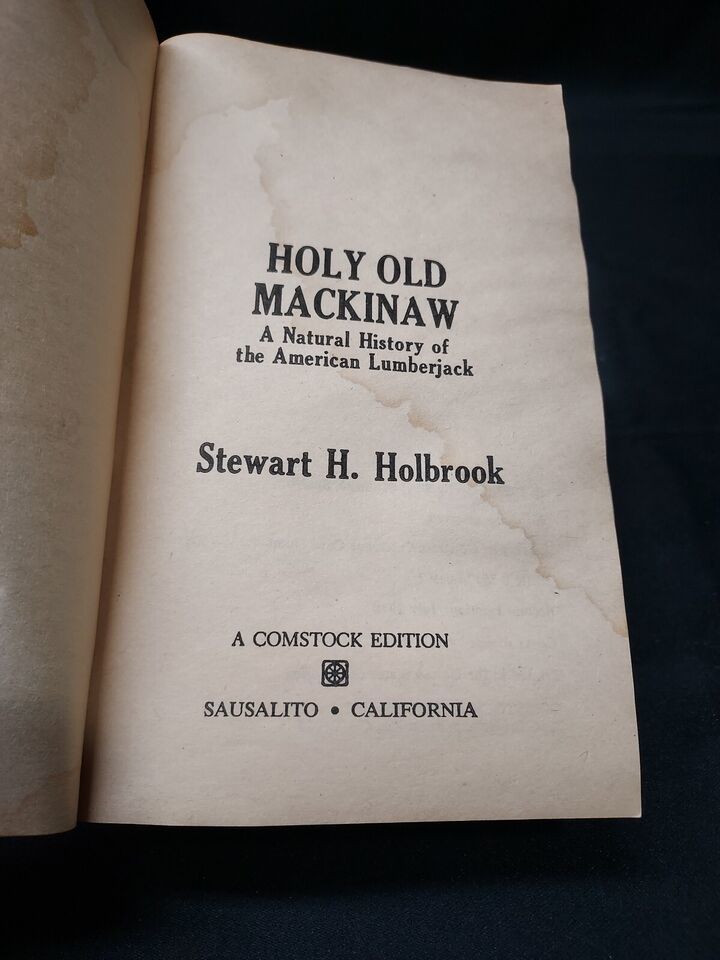 HOLY OLD
MACKINAW
A Natural History of
the American Lumberjack
Stewart H. Holbrook
A COMSTOCK EDITION
SAUSALITO • CALIFORNIA